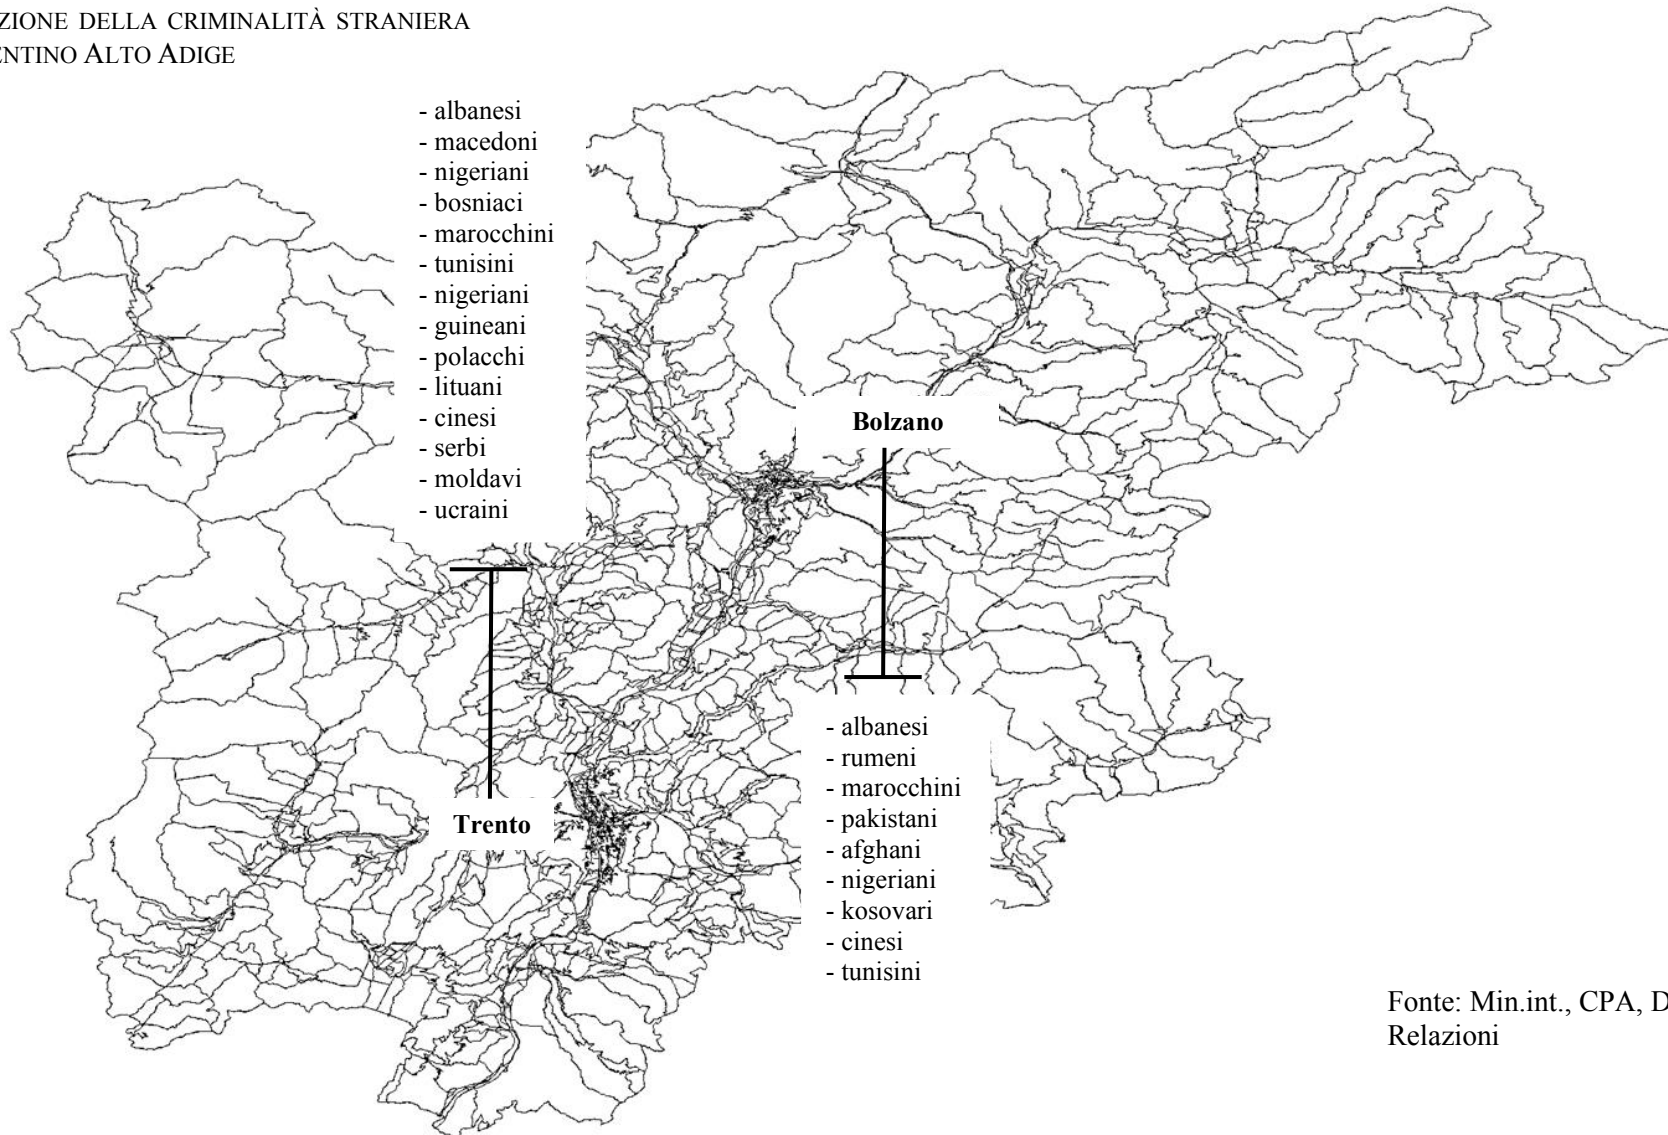 ZIONE DELLA CRIMINALITÀ STRANIERA
ENTINO ALTO ADIGE
- albanesi
- macedoni
- nigeriani
- bosniaci
- marocchini
- tunisini
- nigeriani
- guineani
- polacchi
- lituani
- cinesi
- serbi
- moldavi
- ucraini
Bolzano
Trento
- albanesi
- rumeni
- marocchini
- pakistani
- afghani
- nigeriani
- kosovari
- cinesi
- tunisini
Fonte: Min.int., CPA, D
Relazioni